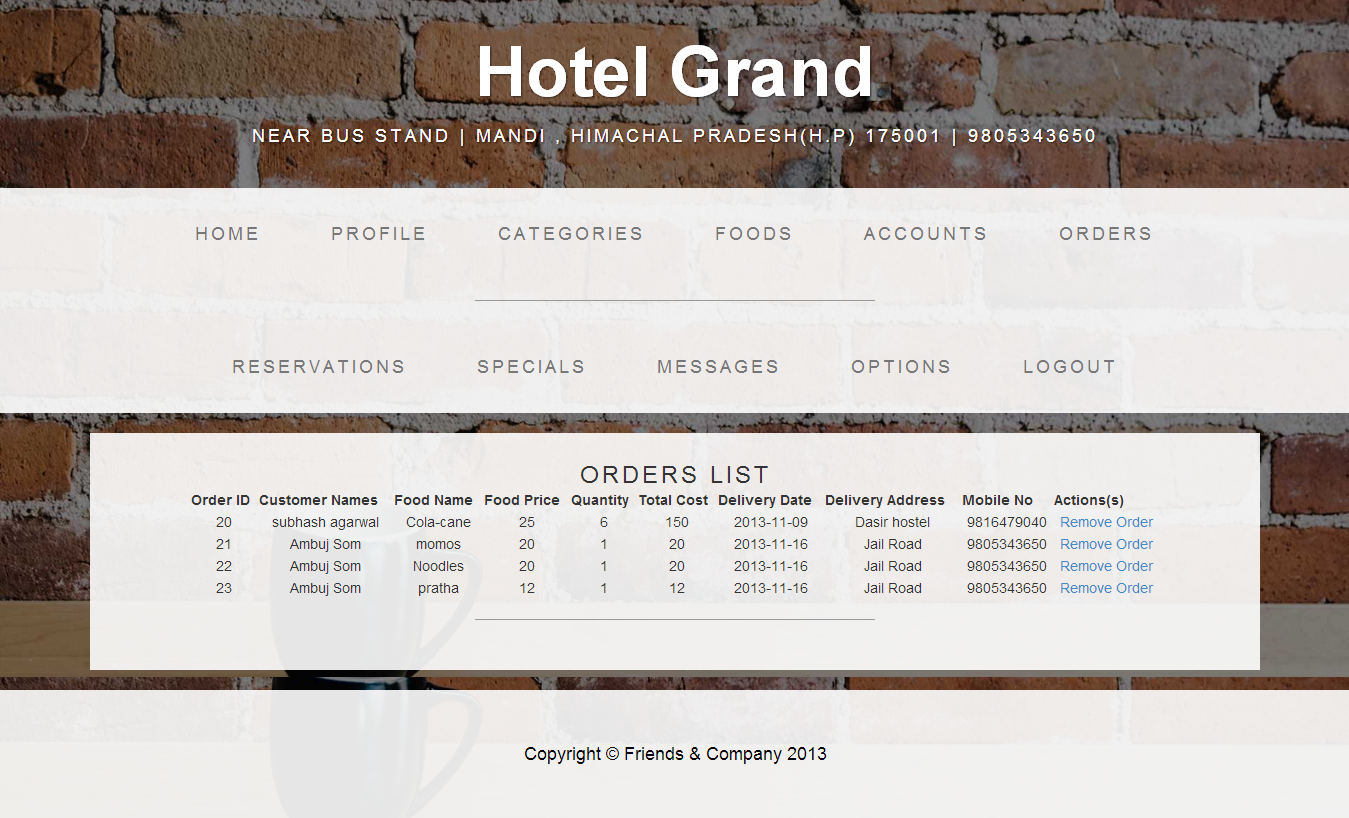 Hotel Grand
NEAR BUS STAND | MANDI , HIMACHAL PRADESH(H.P) 175001 | 9805343650
HOME PROFILE CATEGORIES FOODS ACCOUNTS ORDERS
RESERVATIONS SPECIALS MESSAGES OPTIONS LOGOUT
ORDERS LIST
Order ID Customer Names Food Name Food Price Quantity Total Cost Delivery Date Delivery Address Mobile No Actions(s)
20 subhash agarwal Cola-cane 25 6 150 2013-11-09 Dasir hostel 9816479040 Remove Order
21 Ambuj Som momos 20 1 20 2013-11-16 Jail Road 9805343650 Remove Order
22 Ambuj Som Noodles 20 1 20 2013-11-16 Jail Road 9805343650 Remove Order
23 Ambuj Som pratha 12 1 12 2013-11-16 Jail Road 9805343650 Remove Order
Copyright © Friends & Company 2013